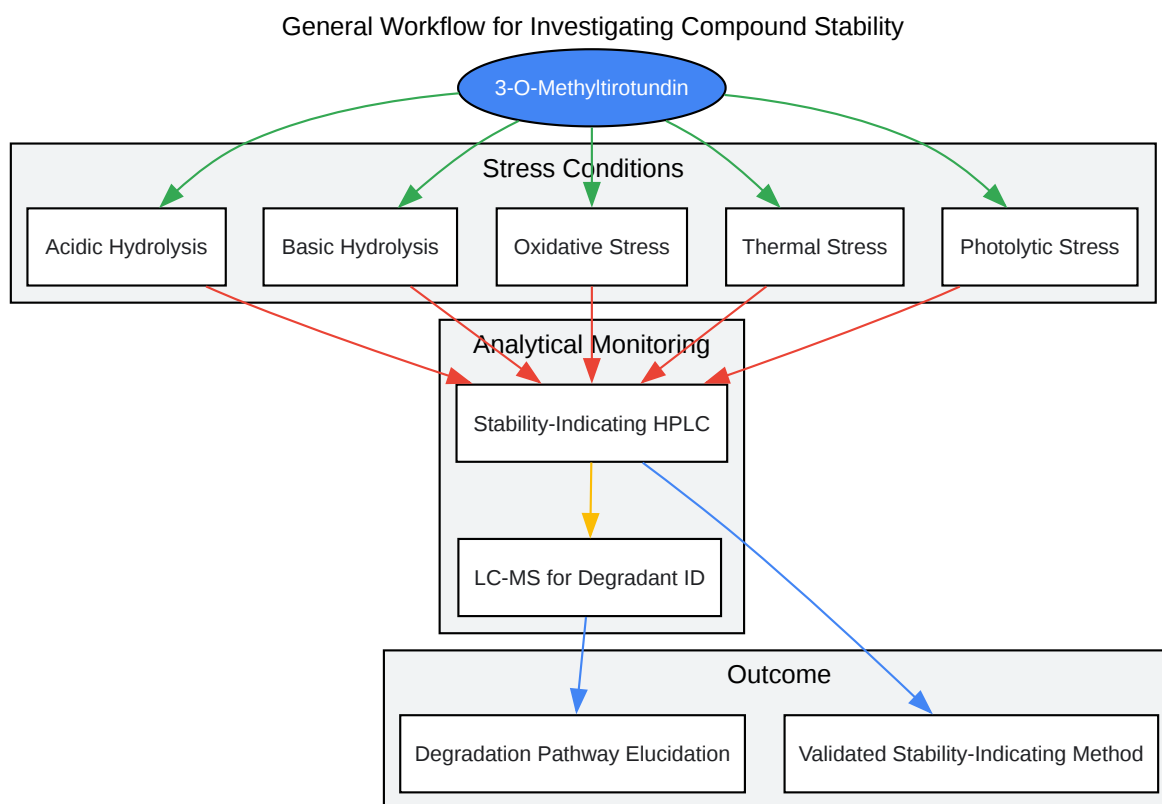 General Workflow for Investigating Compound Stability
3-O-Methyltirotundin
Stress Conditions
Acidic Hydrolysis
Basic Hydrolysis
Oxidative Stress
Thermal Stress
Photolytic Stress
Analytical Monitoring
Stability-Indicating HPLC
LC-MS for Degradant ID
Outcome
Degradation Pathway Elucidation
Validated Stability-Indicating Method